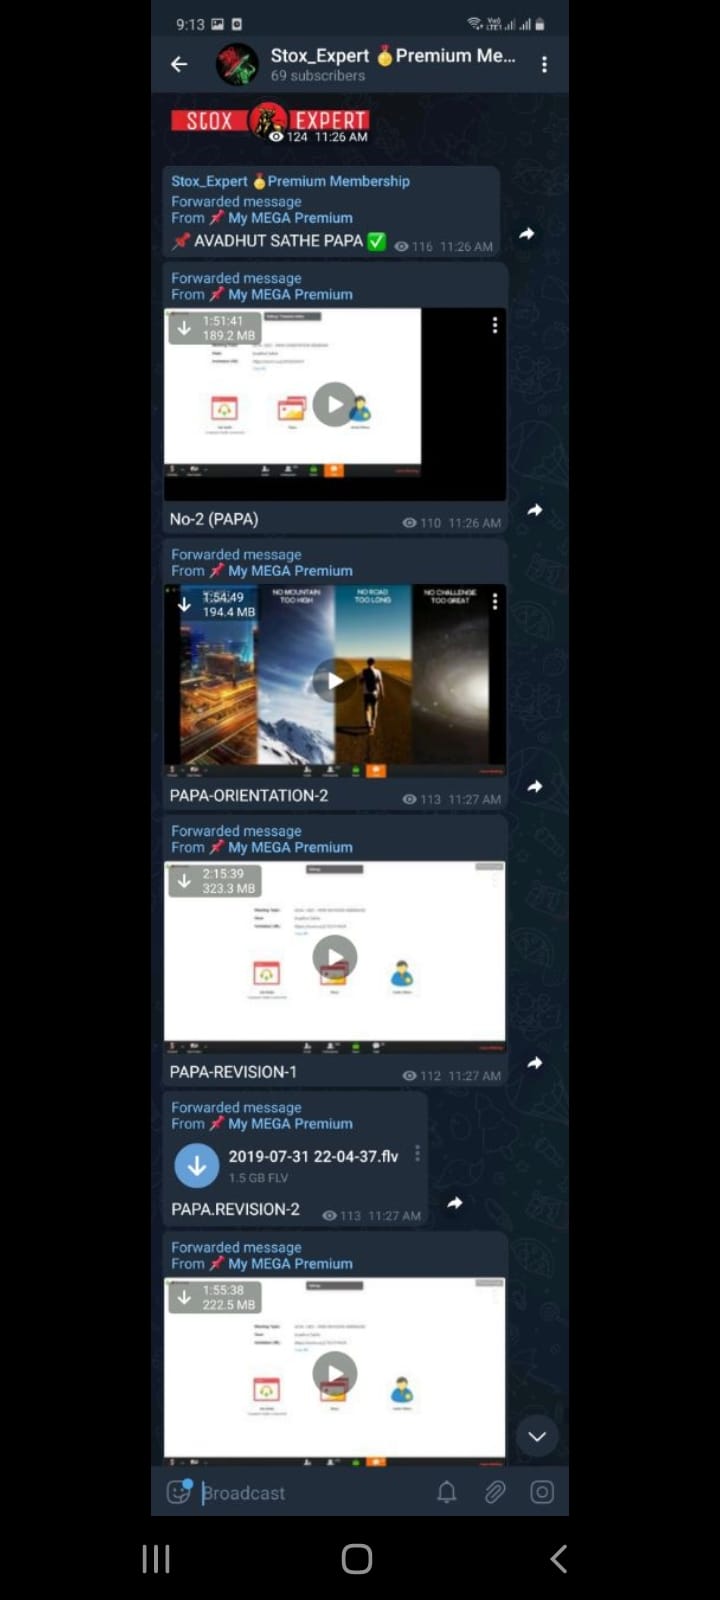 9:13
Stox_Expert 🏅Premium Me...
69 subscribers
STOX EXPERT
124 11:26 AM
Stox_Expert 🏅Premium Membership
Forwarded message
From 📌 My MEGA Premium
📌 AVADHUT SATHE PAPA ✅
116 11:26 AM
Forwarded message
From 📌 My MEGA Premium
1:51:41
189.2 MB
No-2 (PAPA)
110 11:26 AM
Forwarded message
From 📌 My MEGA Premium
1:54:49
194.4 MB
NO MOUNTAIN
TOO HIGH
NO ROAD
TOO LONG
NO CHALLENGE
TOO GREAT
PAPA-ORIENTATION-2
113 11:27 AM
Forwarded message
From 📌 My MEGA Premium
2:15:39
323.3 MB
PAPA-REVISION-1
112 11:27 AM
Forwarded message
From 📌 My MEGA Premium
2019-07-31 22-04-37.flv
1.5 GB FLV
PAPA.REVISION-2
113 11:27 AM
Forwarded message
From 📌 My MEGA Premium
1:55:38
222.5 MB
Broadcast